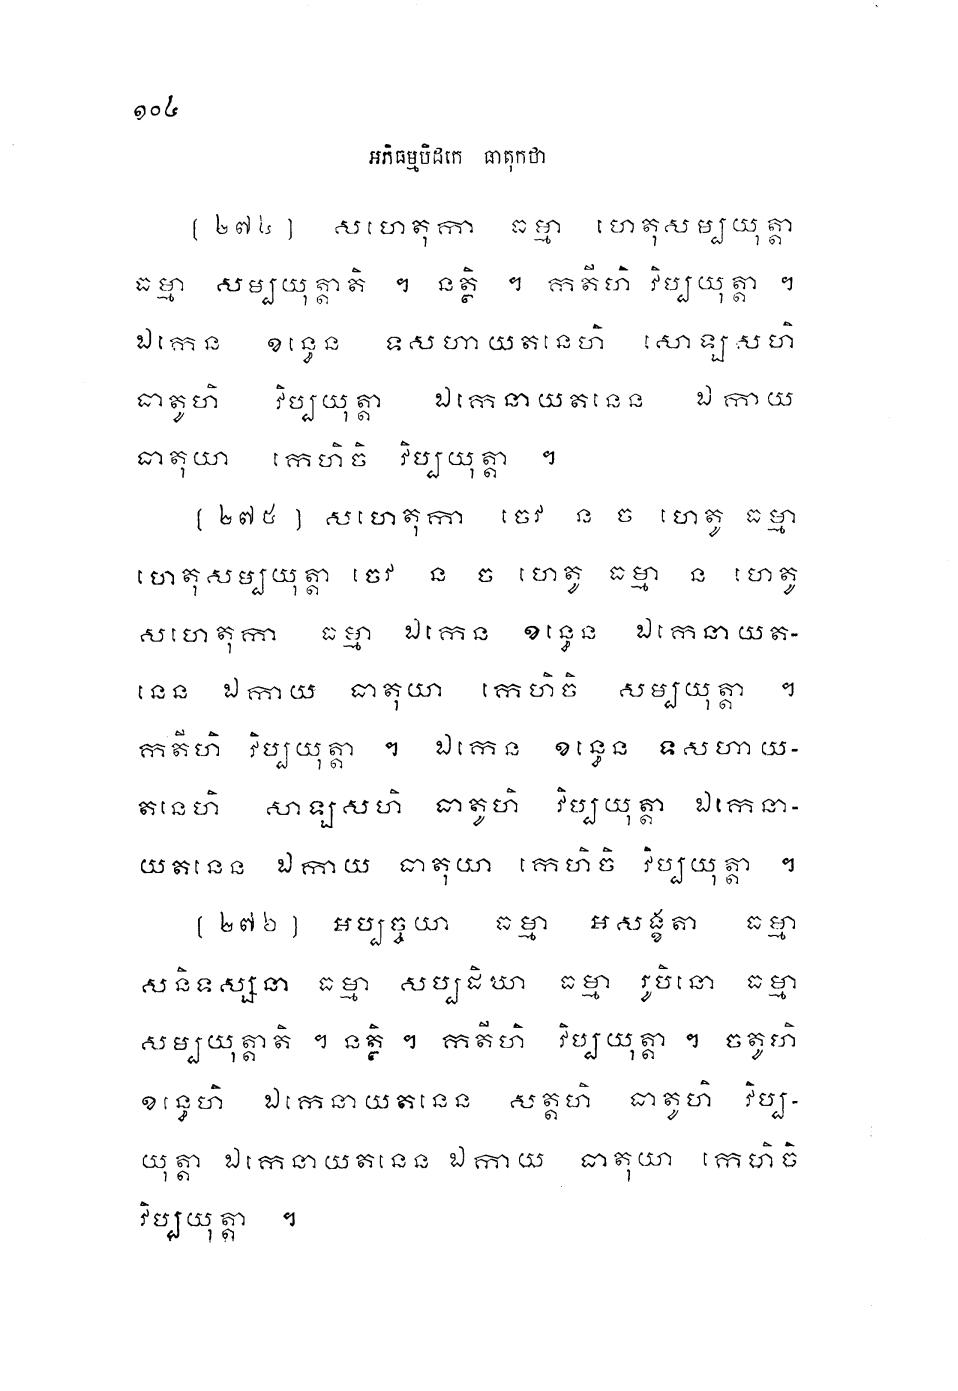 ១០៤
អភិធម្មបិដកេ ធាតុកថា
[ ២៧៤ ] សហេតុកា ធម្មា ហេតុសម្បយុត្តា
ធម្មា សម្បយុត្តាតិ ។ នត្ថិ ។ កតីហិ វិប្បយុត្តា ។
ឯកេន ខន្ធេន ទសហាយតនេហិ សោឡសហិ
ធាតូហិ វិប្បយុត្តា ឯកេនាយតនេន ឯកាយ
ធាតុយា កេហិចិ វិប្បយុត្តា ។
[ ២៧៥ ] សហេតុកា ចេវ ន ច ហេតូ ធម្មា
ហេតុសម្បយុត្តា ចេវ ន ច ហេតូ ធម្មា ន ហេតូ
សហេតុកា ធម្មា ឯកេន ខន្ធេន ឯកេនាយត-
នេន ឯកាយ ធាតុយា កេហិចិ សម្បយុត្តា ។
កតីហិ វិប្បយុត្តា ។ ឯកេន ខន្ធេន ទសហាយ-
តនេហិ សាឡសហិ ធាតូហិ វិប្បយុត្តា ឯកេនា-
យតនេន ឯកាយ ធាតុយា កេហិចិ វិប្បយុត្តា ។
[ ២៧៦ ] អប្បច្ចយា ធម្មា អសង្ខតា ធម្មា
សនិទស្សនា ធម្មា សប្បដិឃា ធម្មា រូបិនោ ធម្មា
សម្បយុត្តាតិ ។ នត្ថិ ។ កតីហិ វិប្បយុត្តា ។ ចតូហិ
ខន្ធេហិ ឯកេនាយតនេន សត្តហិ ធាតូហិ វិប្ប-
យុត្តា ឯកេនាយតនេន ឯកាយ ធាតុយា កេហិចិ
វិប្បយុត្តា ។